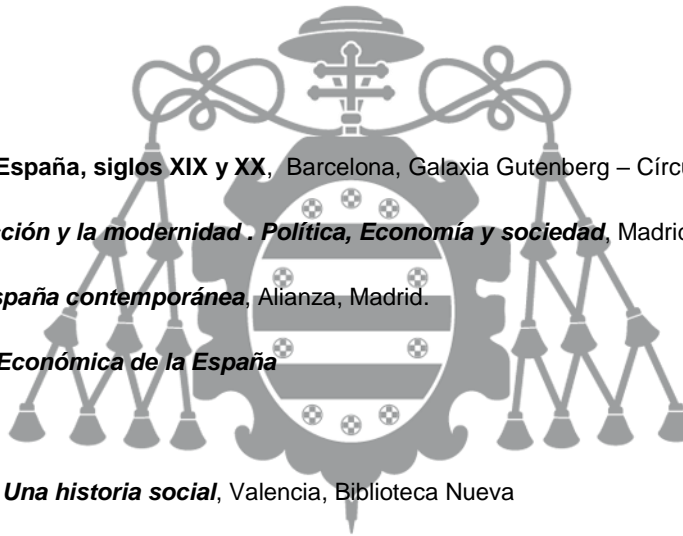 España, siglos XIX y XX, Barcelona, Galaxia Gutenberg – Círcu
cción y la modernidad . Política, Economía y sociedad, Madrid
spaña contemporánea, Alianza, Madrid.
Económica de la España
Una historia social, Valencia, Biblioteca Nueva